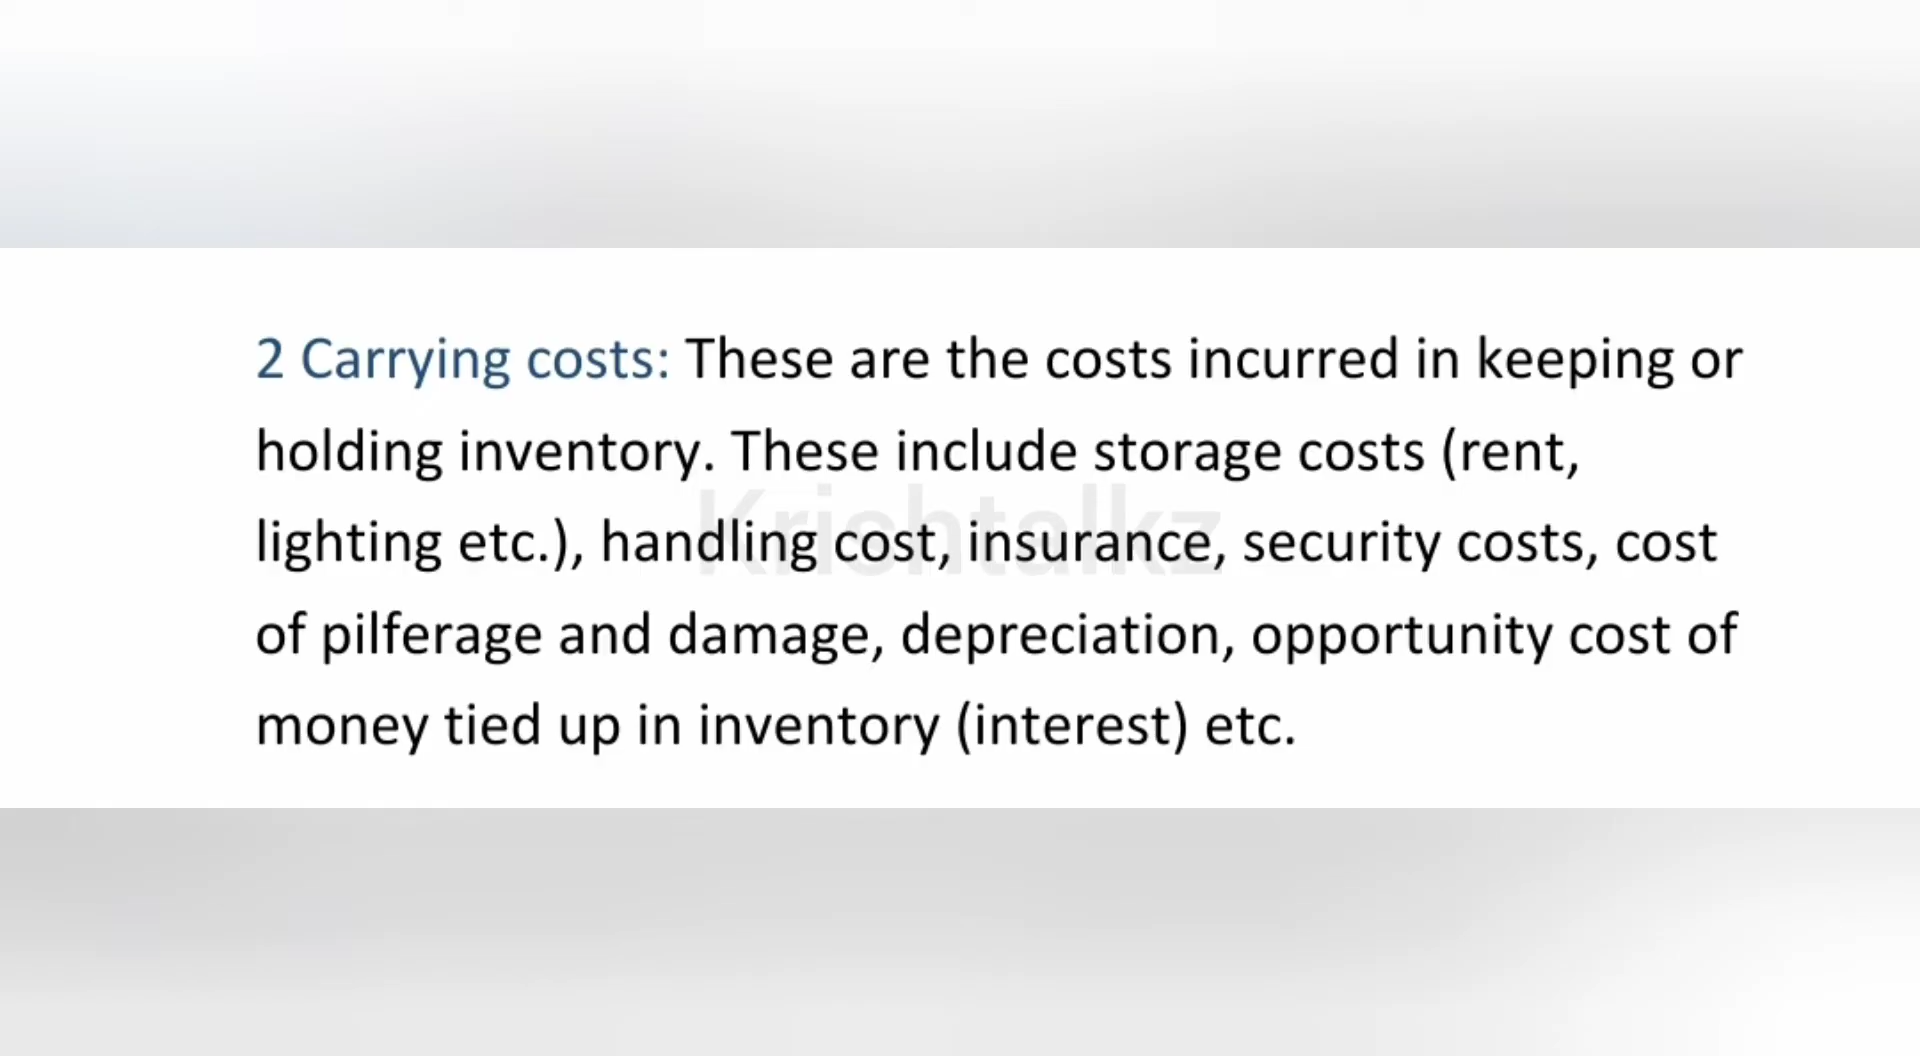 2 Carrying costs: These are the costs incurred in keeping or
holding inventory. These include storage costs (rent,
Krishtalkz
lighting etc.), handling cost, insurance, security costs, cost
of pilferage and damage, depreciation, opportunity cost of
money tied up in inventory (interest) etc.